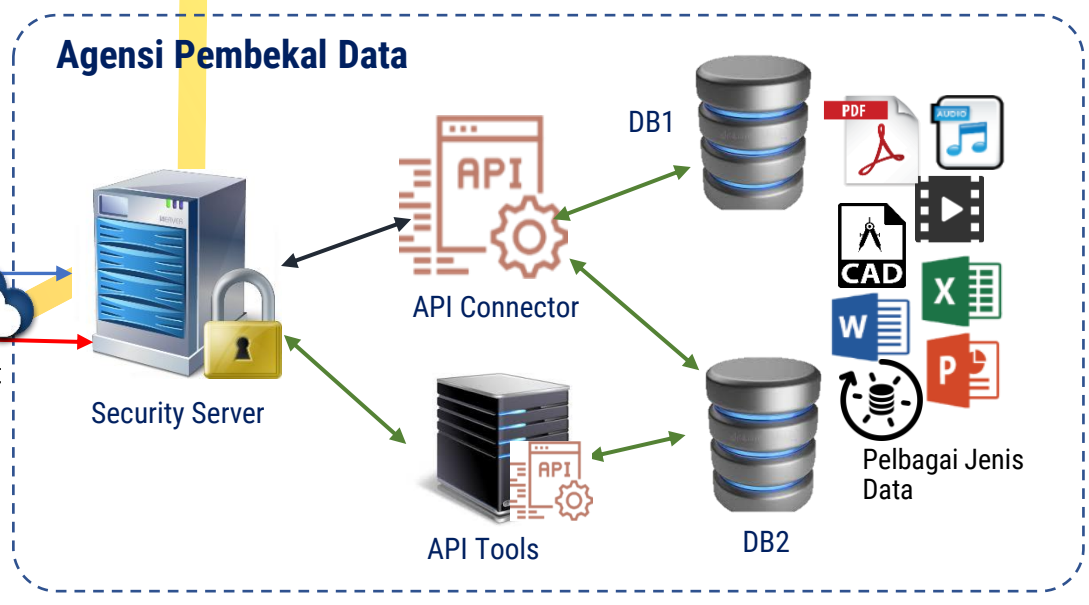 Agensi Pembekal Data
DB1
PDF
AUDIO
API
SERVER
CAD
API Connector
X
W
P
Security Server
Pelbagai Jenis
Data
API
API Tools
DB2